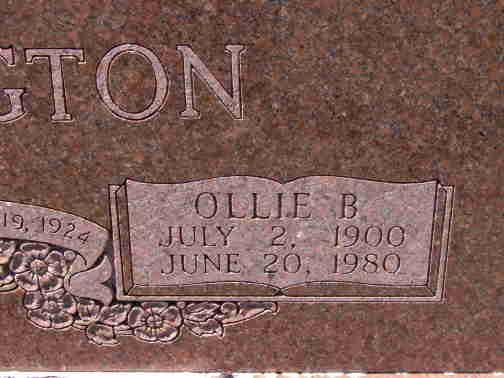 GTON
19, 1924
OLLIE B
JULY 2, 1900
JUNE 20, 1980